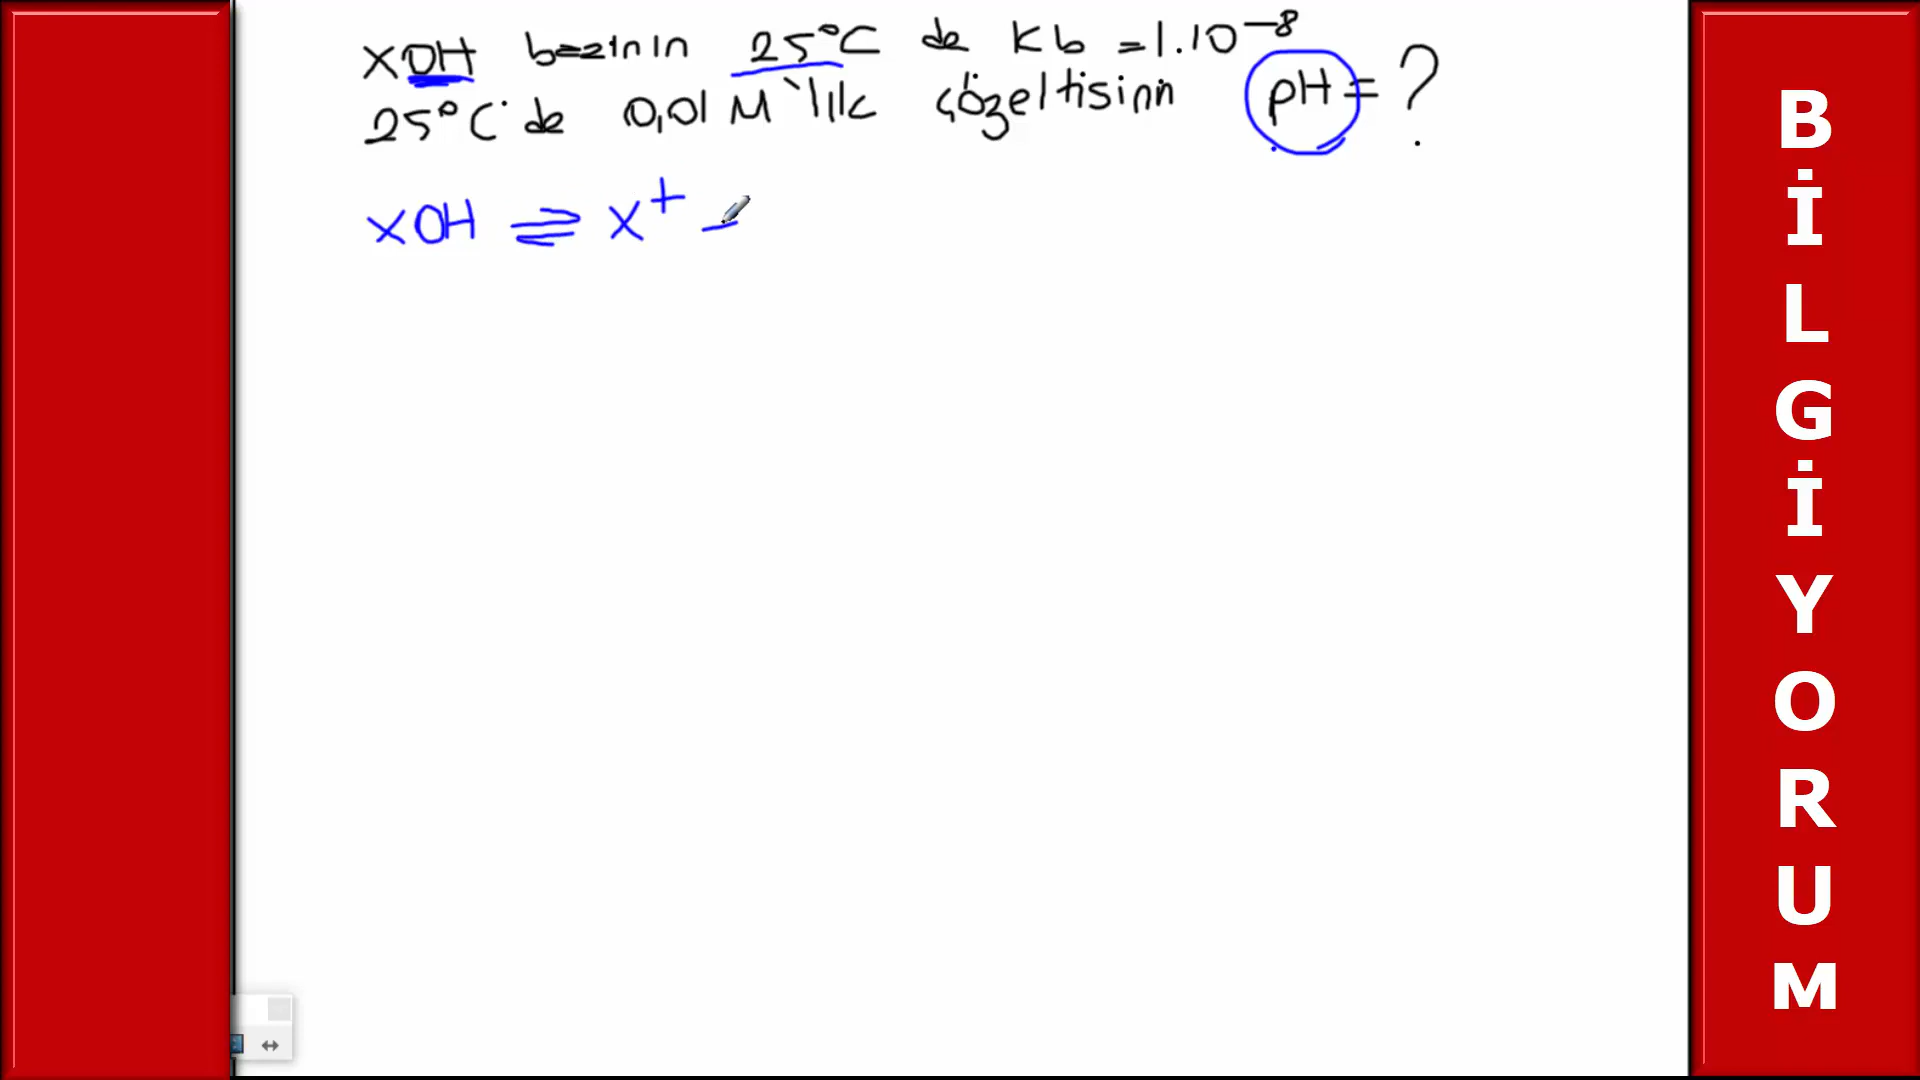 XOH bazının 25°C de Kb = 1.10⁻⁸
25°C de 0,01 M'lık çözeltisinin pH = ?
XOH ⇌ X⁺
BİLGİYORUM